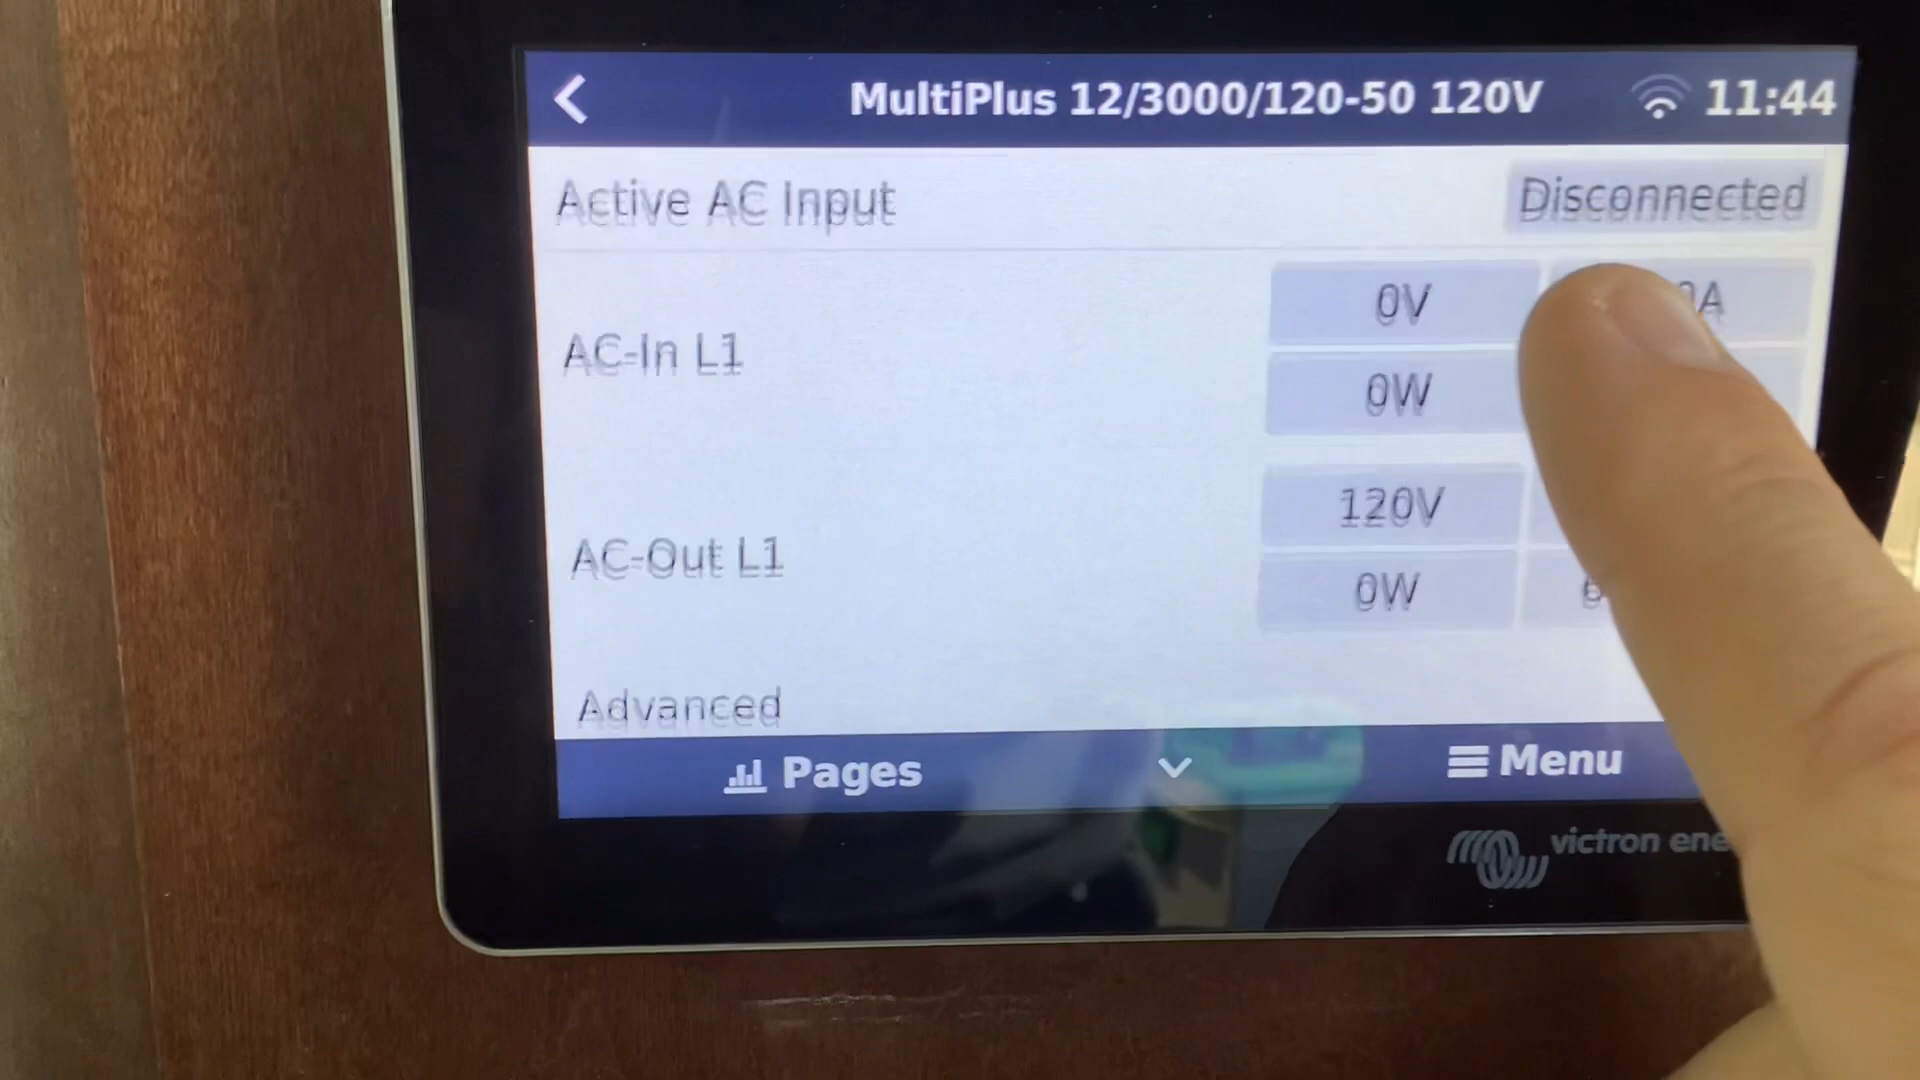 MultiPlus 12/3000/120-50 120V 11:44
Active AC Input Disconnected
0V
AC-In L1
0W
120V
AC-Out L1
0W
Advanced
Pages Menu
victron